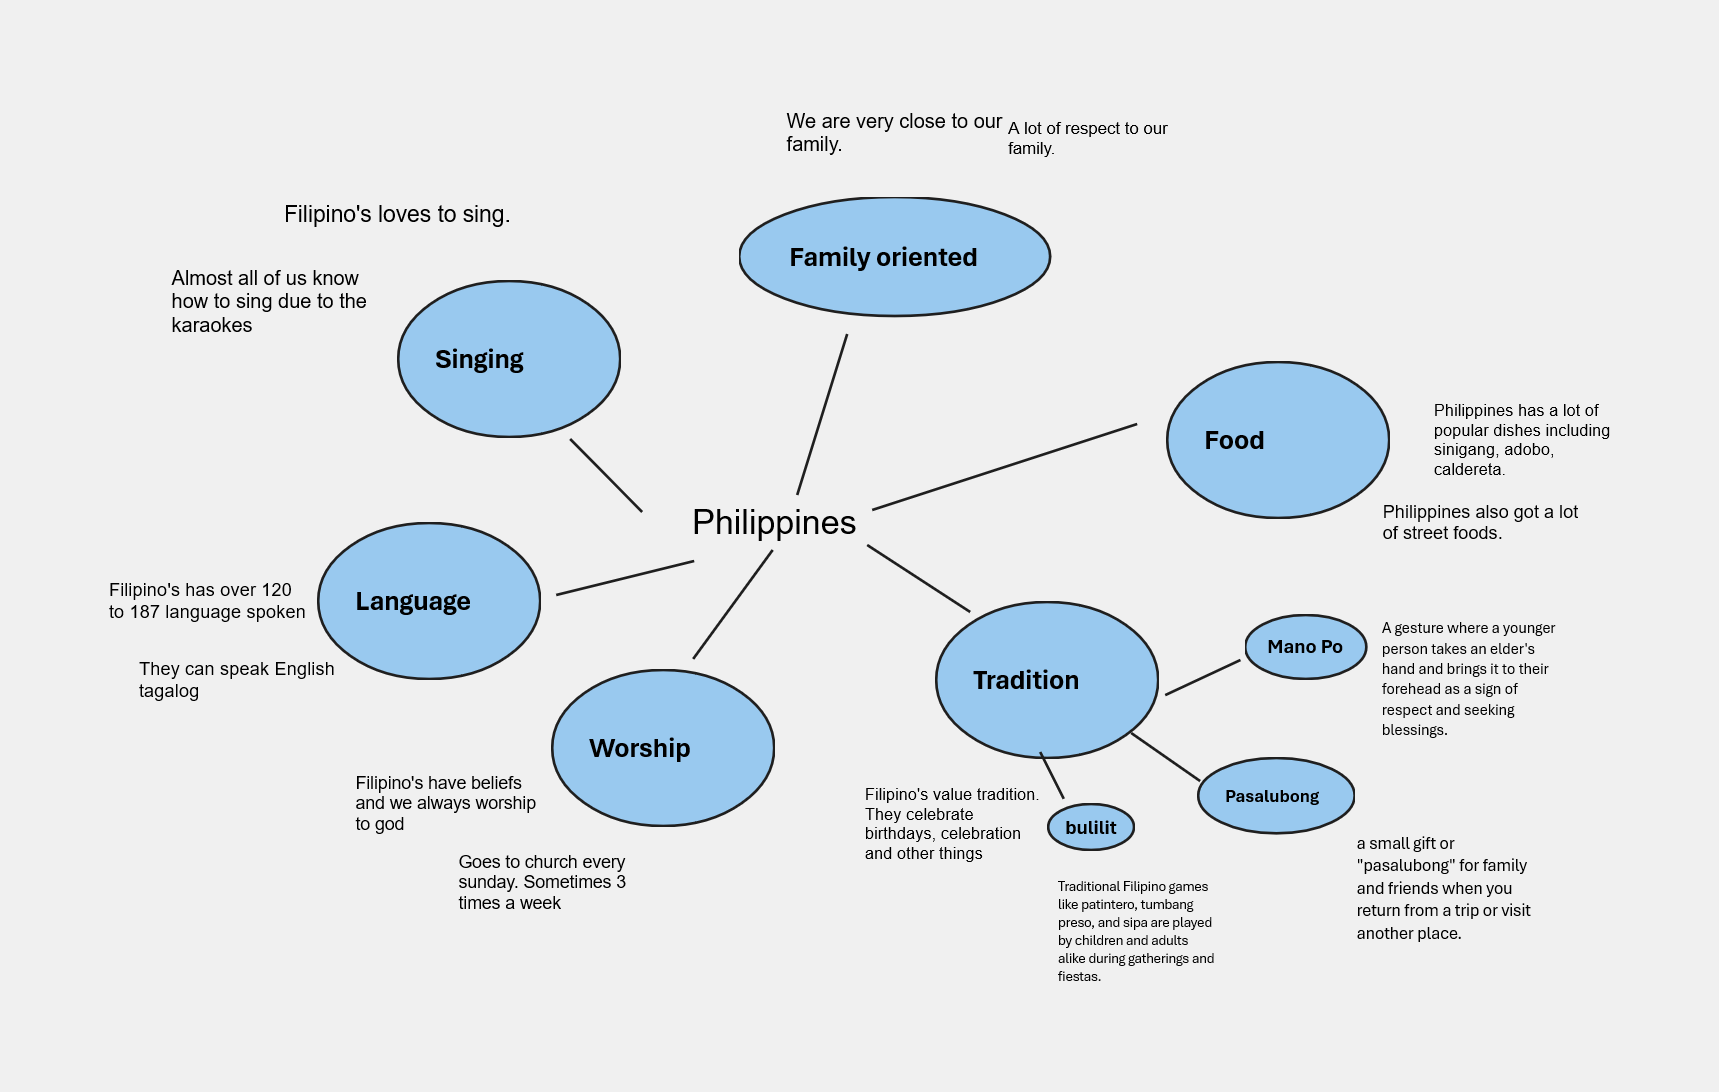 We are very close to our
family.
A lot of respect to our
family.
Filipino's loves to sing.
Family oriented
Almost all of us know
how to sing due to the
karaokes
Singing
Food
Philippines has a lot of
popular dishes including
sinigang, adobo,
caldereta.
Philippines also got a lot
of street foods.
Philippines
Filipino's has over 120
to 187 language spoken
Language
They can speak English
tagalog
Tradition
Mano Po
A gesture where a younger
person takes an elder's
hand and brings it to their
forehead as a sign of
respect and seeking
blessings.
Worship
Filipino's have beliefs
and we always worship
to god
Goes to church every
sunday. Sometimes 3
times a week
Filipino's value tradition.
They celebrate
birthdays, celebration
and other things
bulilit
Traditional Filipino games
like patintero, tumbang
preso, and sipa are played
by children and adults
alike during gatherings and
fiestas.
Pasalubong
a small gift or
"pasalubong" for family
and friends when you
return from a trip or visit
another place.